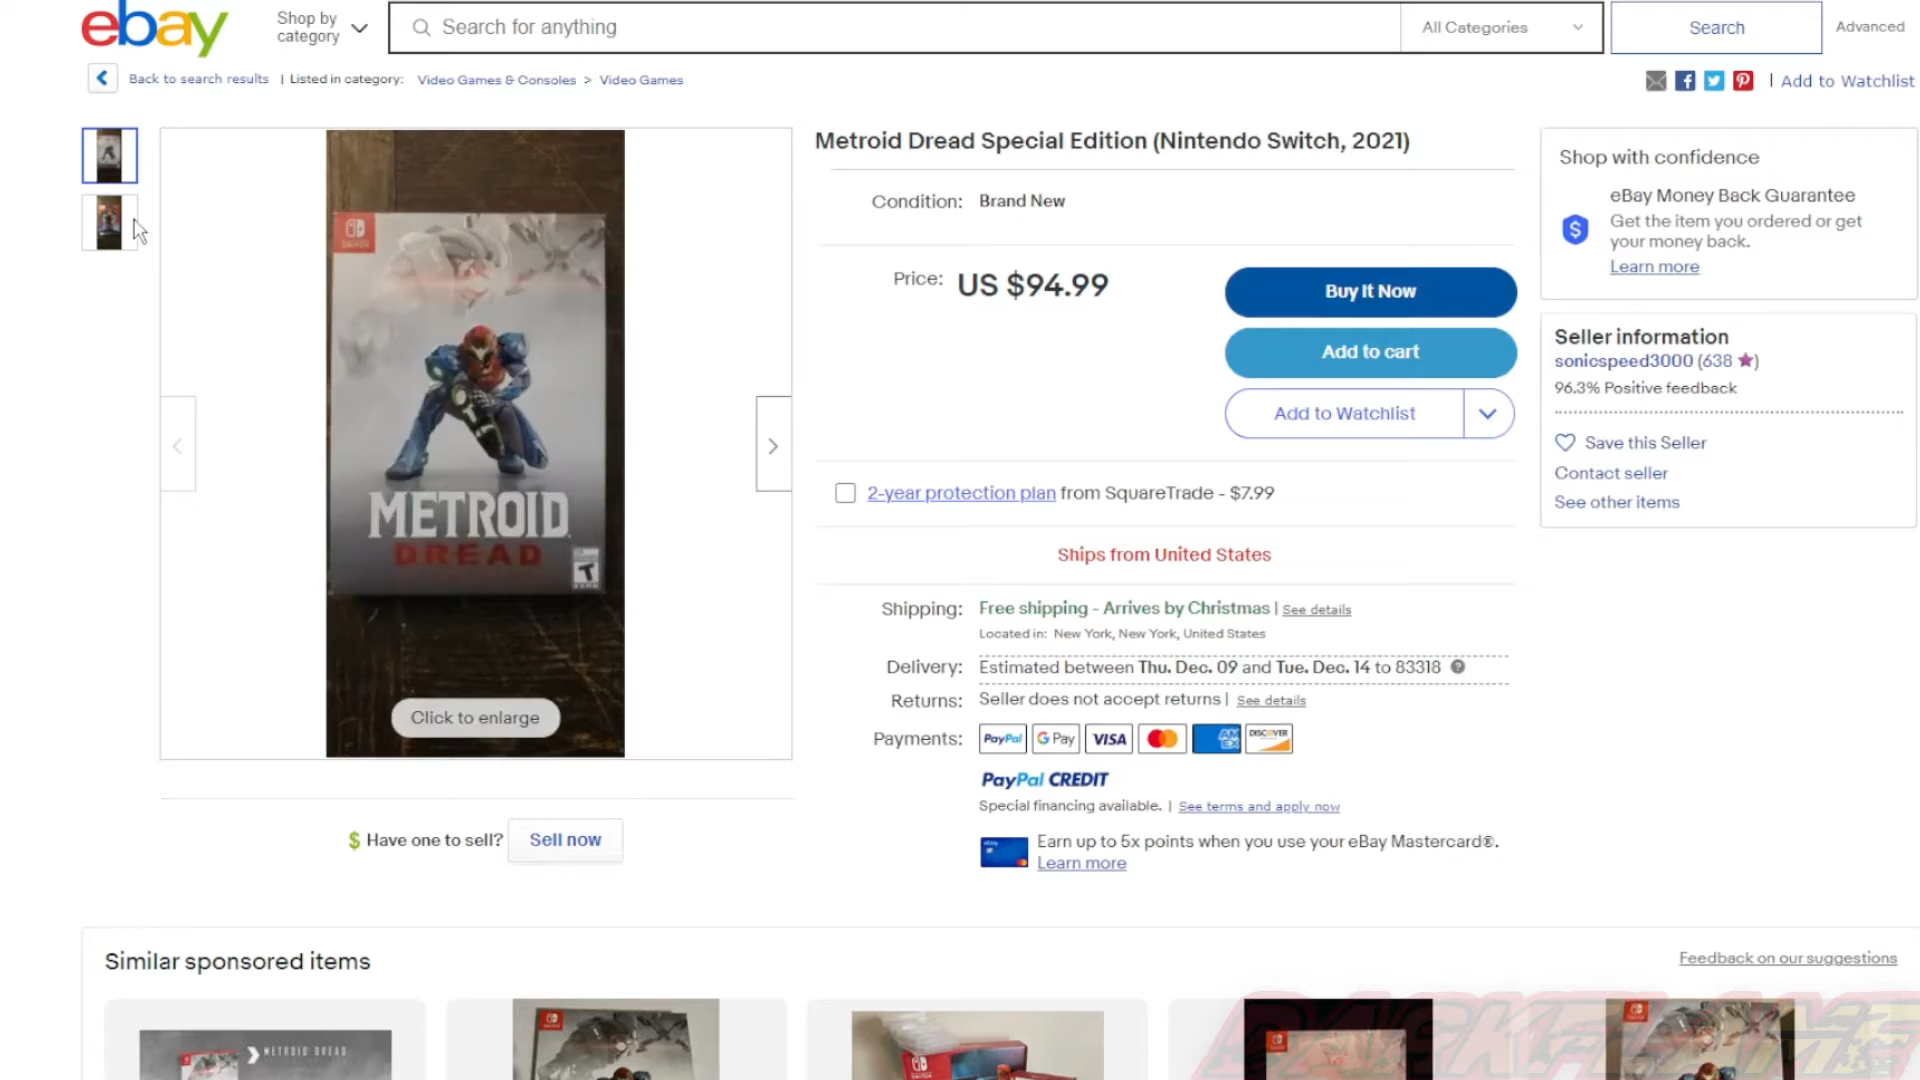 ebay
Shop by
category
Search for anything
All Categories
Search
Advanced
Back to search results | Listed in category: Video Games & Consoles > Video Games
| Add to Watchlist
METROID
DREAD
T
Click to enlarge
$ Have one to sell? Sell now
Metroid Dread Special Edition (Nintendo Switch, 2021)
Condition: Brand New
Price: US $94.99
Buy It Now
Add to cart
Add to Watchlist
2-year protection plan from SquareTrade - $7.99
Ships from United States
Shipping: Free shipping - Arrives by Christmas | See details
Located in: New York, New York, United States
Delivery: Estimated between Thu. Dec. 09 and Tue. Dec. 14 to 83318
Returns: Seller does not accept returns | See details
Payments: PayPal G Pay VISA AM EX DISCOVER
PayPal CREDIT
Special financing available. | See terms and apply now
Earn up to 5x points when you use your eBay Mastercard®.
Learn more
Shop with confidence
eBay Money Back Guarantee
Get the item you ordered or get
your money back.
Learn more
Seller information
sonicspeed3000 (638 ★)
96.3% Positive feedback
Save this Seller
Contact seller
See other items
Similar sponsored items
Feedback on our suggestions
METROID DREAD